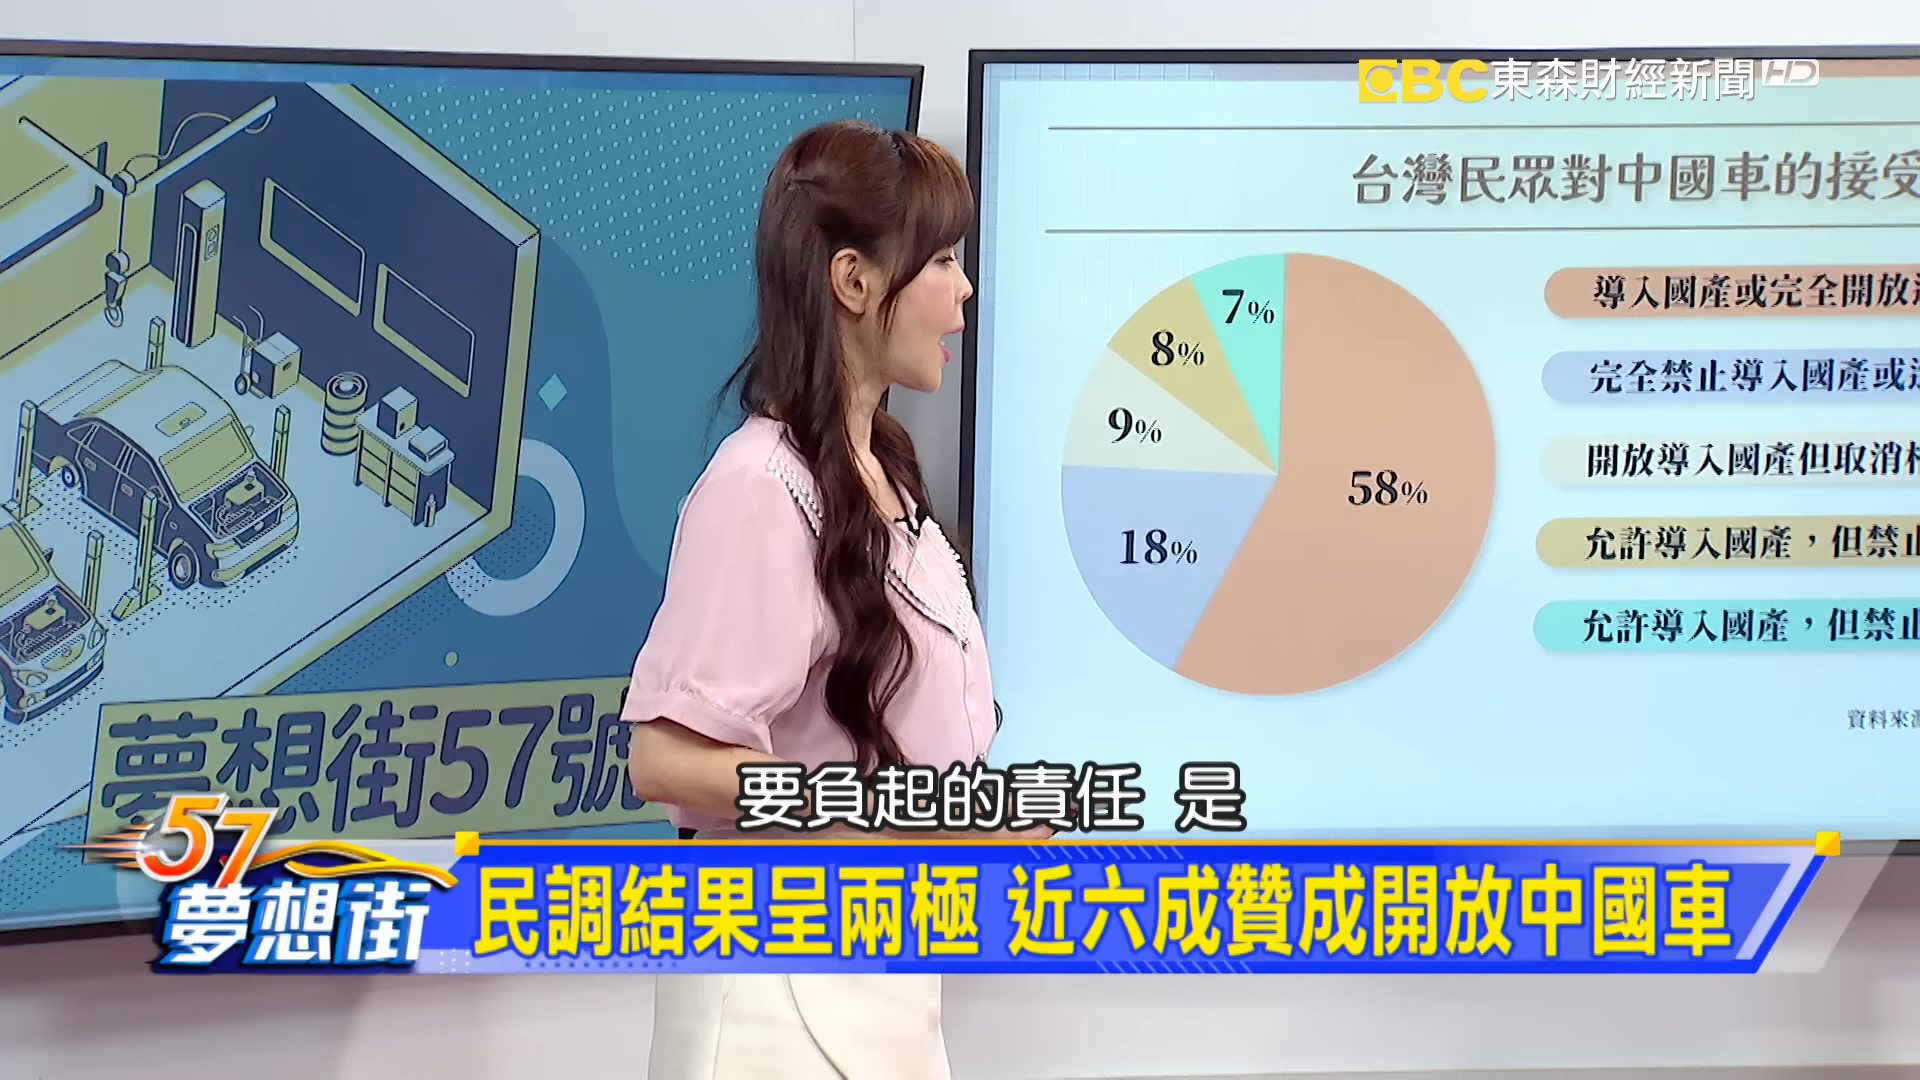 EBC 東森財經新聞 HD
台灣民眾對中國車的接受
7%
8%
9%
18%
58%
導入國產或完全開放
完全禁止導入國產或
開放導入國產但取消
允許導入國產，但禁止
允許導入國產，但禁止
資料來源
夢想街57號
要負起的責任 是
57
夢想街
民調結果呈兩極 近六成贊成開放中國車